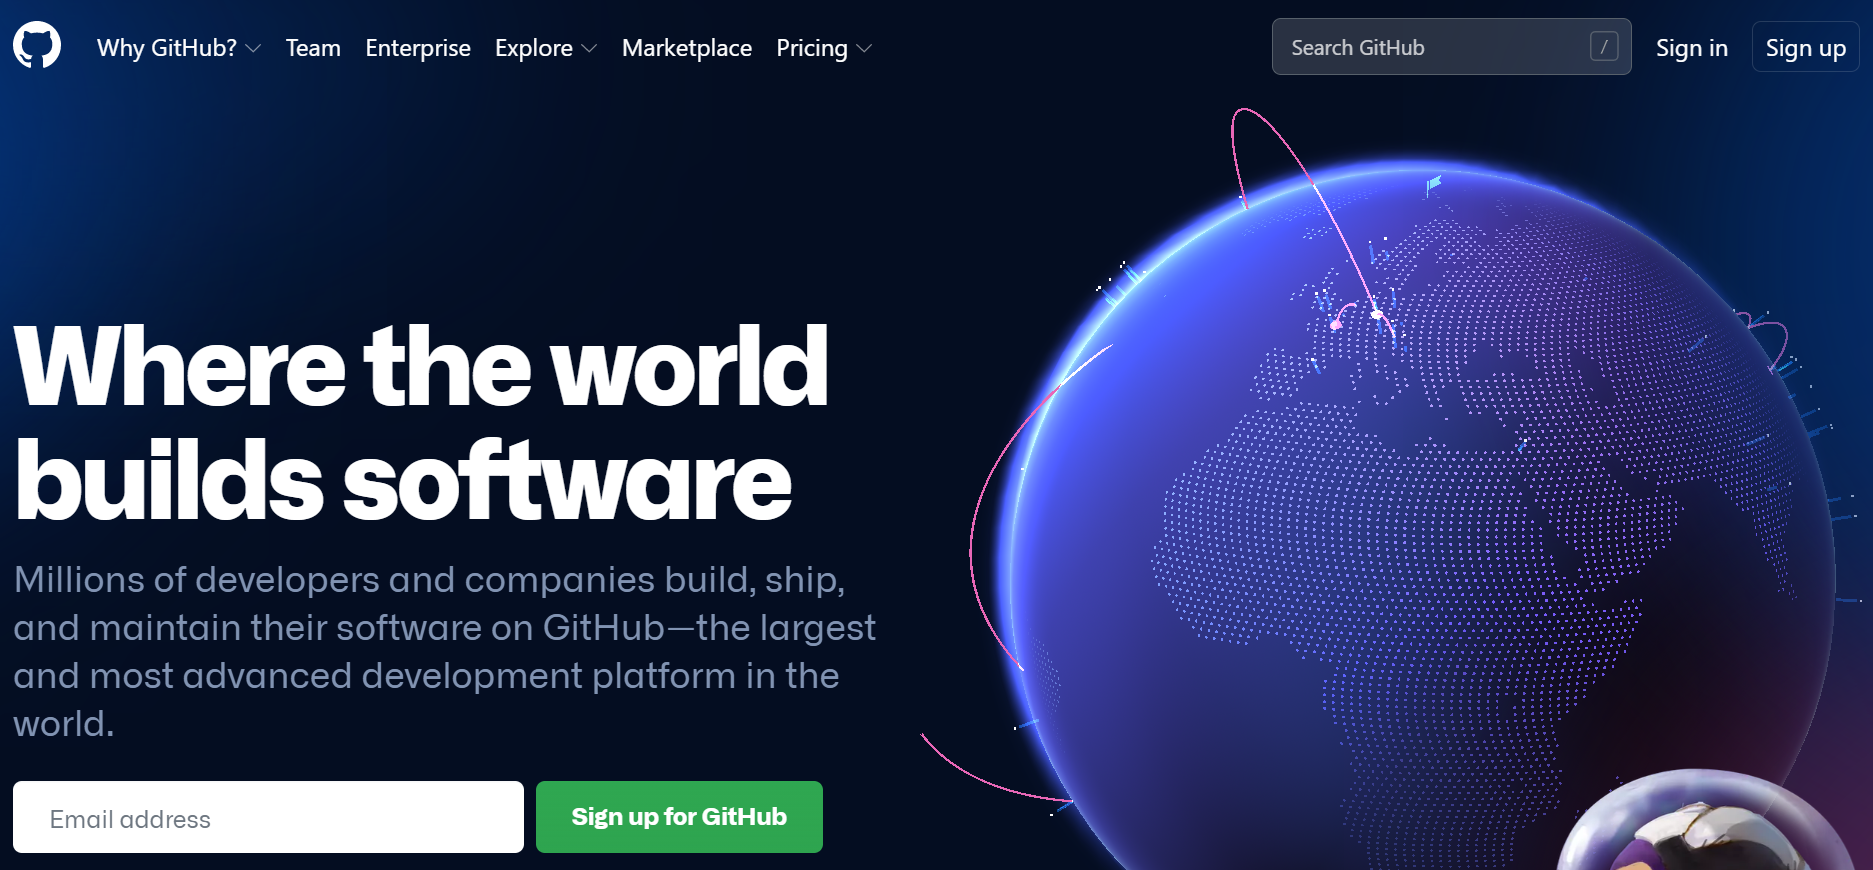 Why GitHub? Team Enterprise Explore Marketplace Pricing Search GitHub / Sign in Sign up
Where the world
builds software
Millions of developers and companies build, ship,
and maintain their software on GitHub—the largest
and most advanced development platform in the
world.
Email address Sign up for GitHub